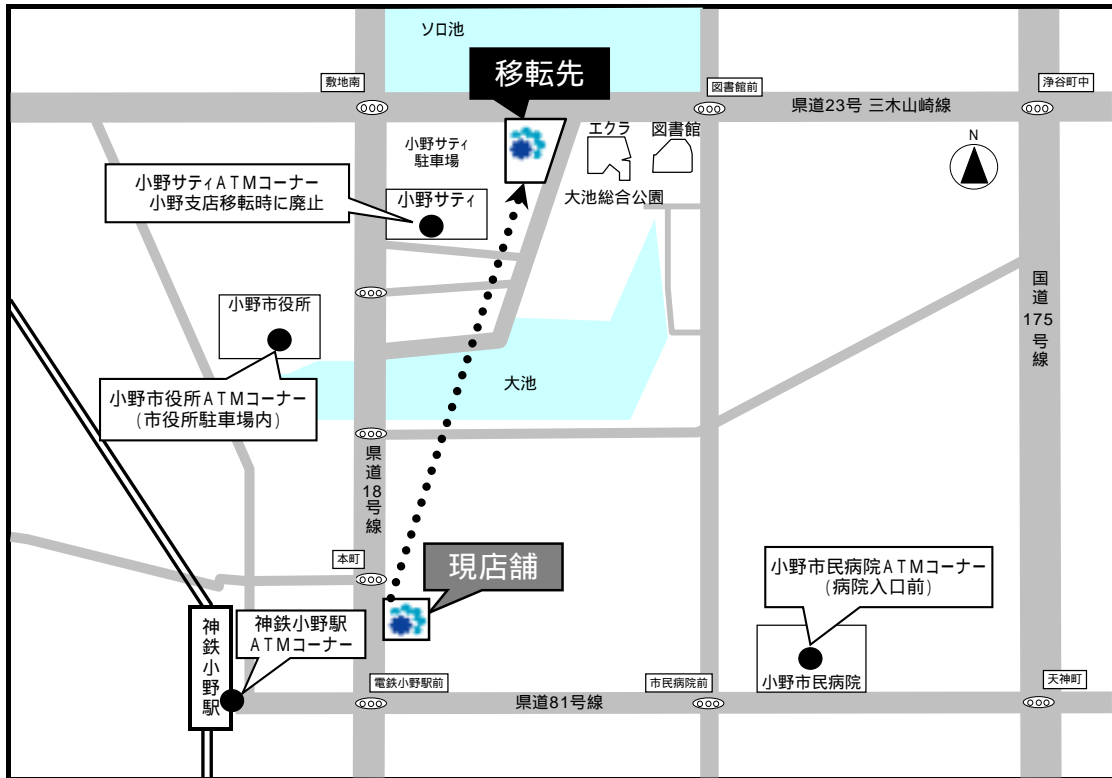 ソロ池
移転先
敷地南
図書館前
浄谷町中
県道23号 三木山崎線
エクラ
図書館
小野サティ
駐車場
N
小野サティATMコーナー
小野支店移転時に廃止
小野サティ
大池総合公園
国道175号線
小野市役所
大池
小野市役所ATMコーナー
(市役所駐車場内)
県道18号線
本町
現店舗
小野市民病院ATMコーナー
(病院入口前)
神鉄小野駅
神鉄小野駅
ATMコーナー
小野市民病院
電鉄小野駅前
市民病院前
天神町
県道81号線